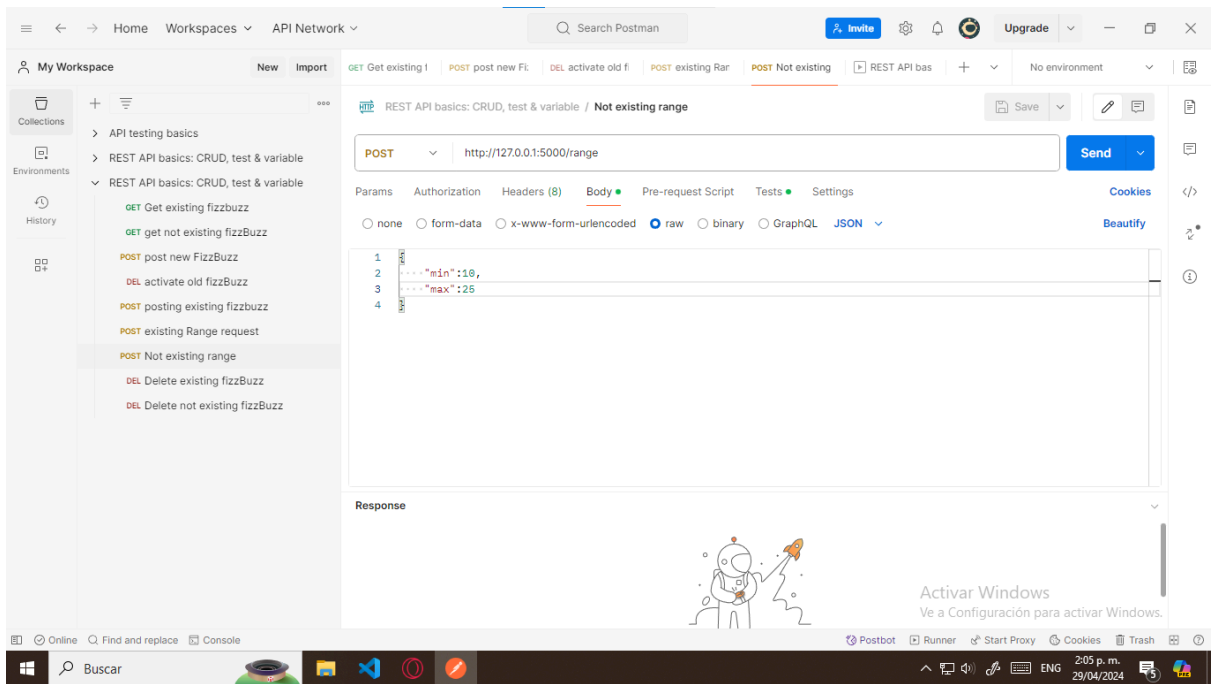 Home Workspaces API Network Search Postman Invite Upgrade
My Workspace New Import GET Get existing f POST post new Fi: DEL activate old fi POST existing Rar POST Not existing REST API bas No environment
Collections
Environments
History
API testing basics
REST API basics: CRUD, test & variable
REST API basics: CRUD, test & variable
GET Get existing fizzbuzz
GET get not existing fizzBuzz
POST post new FizzBuzz
DEL activate old fizzBuzz
POST posting existing fizzbuzz
POST existing Range request
POST Not existing range
DEL Delete existing fizzBuzz
DEL Delete not existing fizzBuzz
HTTP REST API basics: CRUD, test & variable / Not existing range Save
POST http://127.0.0.1:5000/range Send
Params Authorization Headers (8) Body Pre-request Script Tests Settings Cookies
none form-data x-www-form-urlencoded raw binary GraphQL JSON Beautify
1 {
2 ····"min":10,
3 ····"max":25
4 }
Response
Activar Windows
Ve a Configuración para activar Windows.
Online Find and replace Console Postbot Runner Start Proxy Cookies Trash
Buscar ENG 2:05 p. m.
29/04/2024 5 PRE